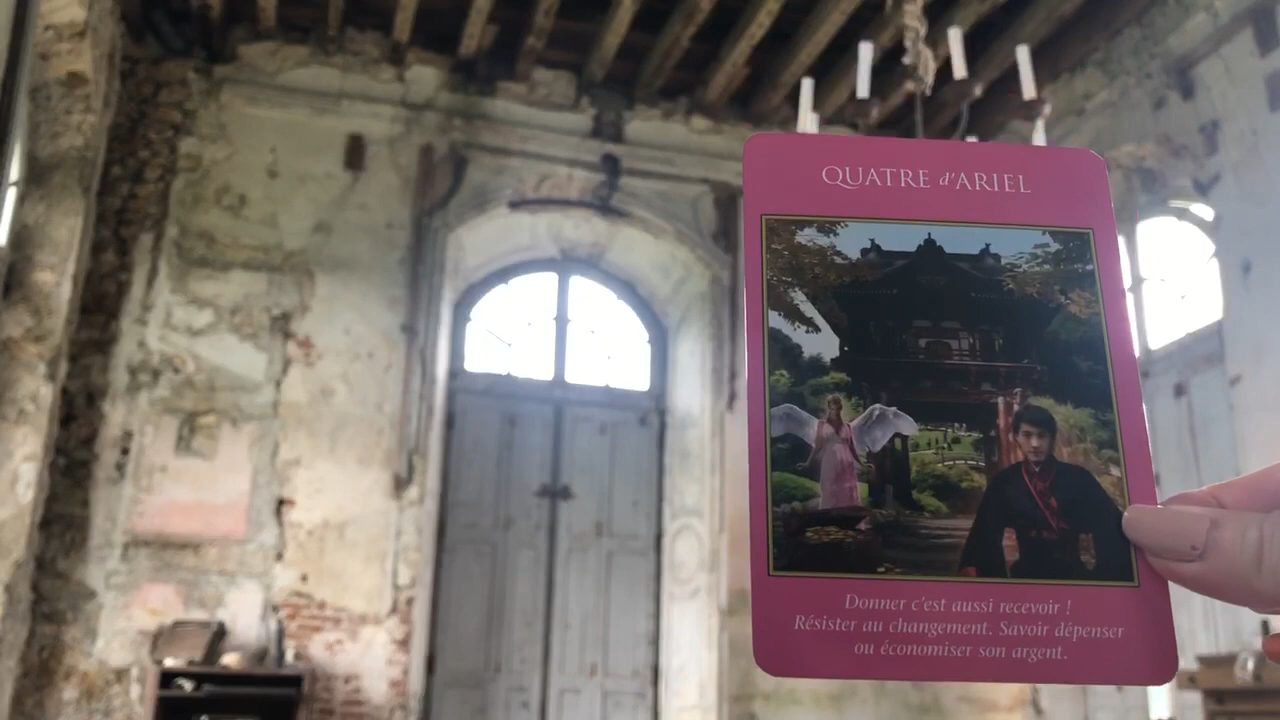 QUATRE d'ARIEL
Donner c'est aussi recevoir !
Résister au changement. Savoir dépenser
ou économiser son argent.